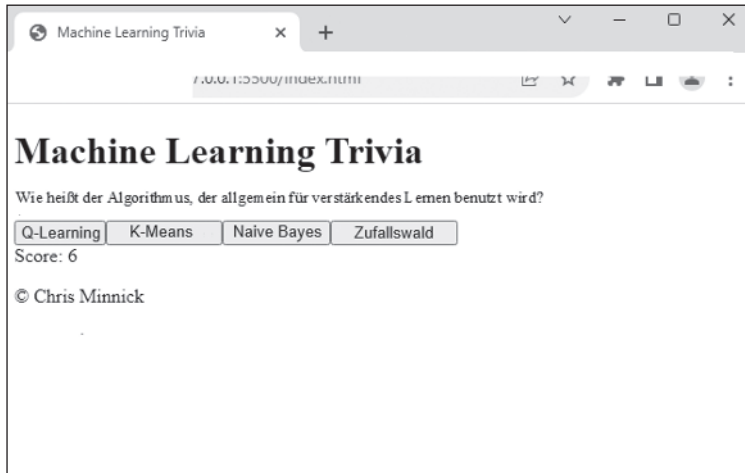 Machine Learning Trivia
7.0.0.1:5500/index.html
Machine Learning Trivia
Wie heißt der Algorithmus, der allgemein für verstärkendes Lernen benutzt wird?
Q-Learning K-Means Naive Bayes Zufallswald
Score: 6
© Chris Minnick